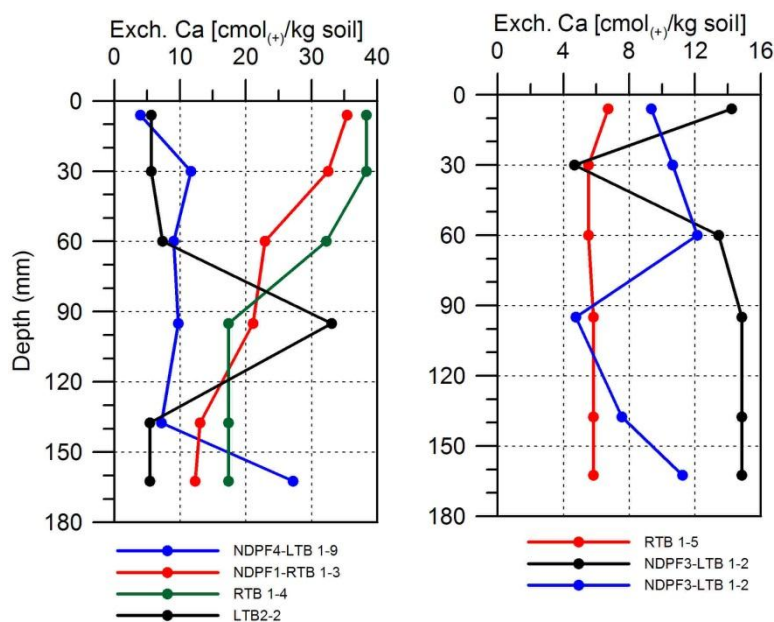 Exch. Ca [cmol(+)/kg soil]
0 10 20 30 40
0
30
60
90
120
150
180
Depth (mm)
NDPF4-LTB 1-9
NDPF1-RTB 1-3
RTB 1-4
LTB2-2
Exch. Ca [cmol(+)/kg soil]
0 4 8 12 16
0
30
60
90
120
150
180
RTB 1-5
NDPF3-LTB 1-2
NDPF3-LTB 1-2